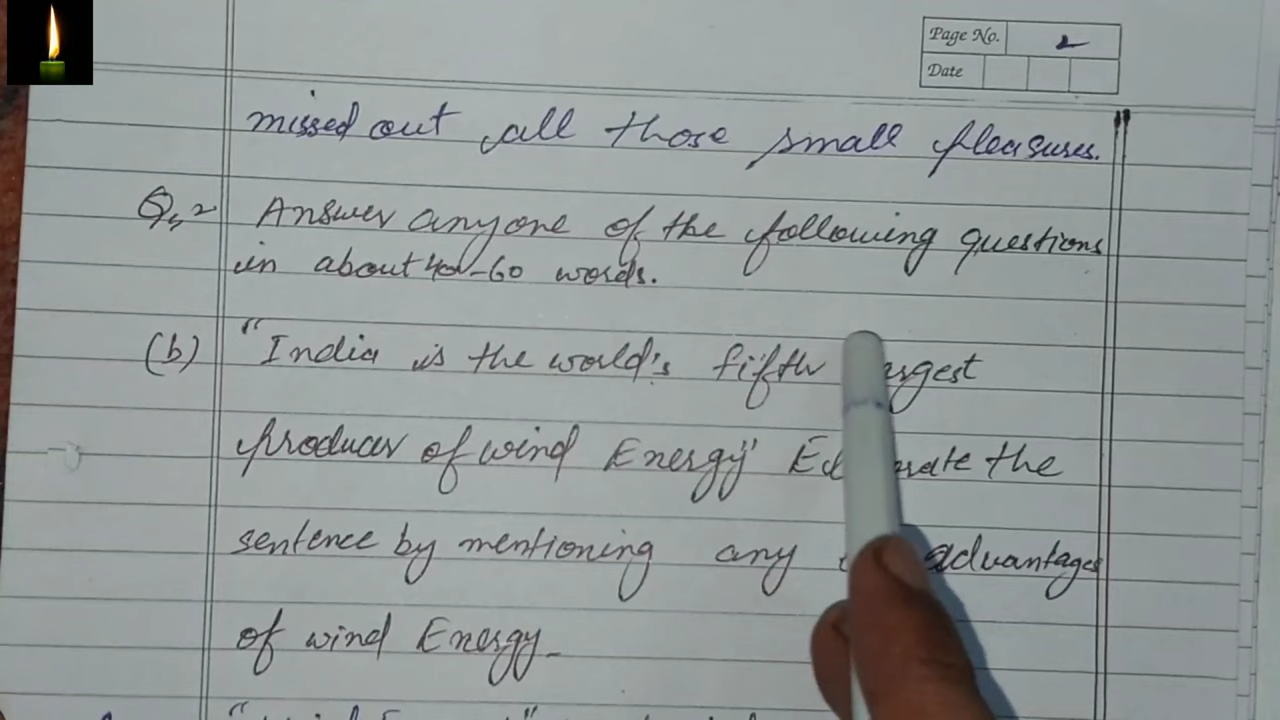 Page No. 2
Date
missed out all those small pleasures.
Q,2 Answer anyone of the following questions
in about 40-60 words.
(b) "India is the world's fifth
producer of wind Energy" the
sentence by mentioning any advantages
of wind Energy-